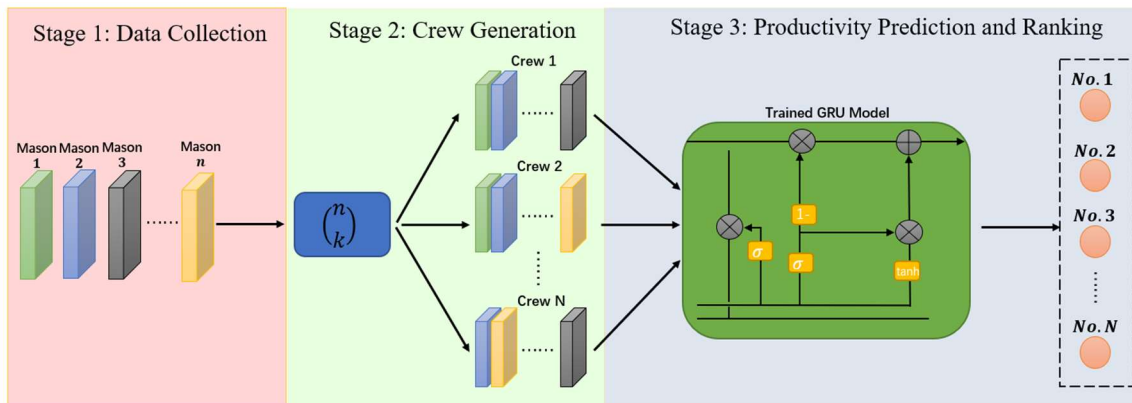 Stage 1: Data Collection
Stage 2: Crew Generation
Stage 3: Productivity Prediction and Ranking
Mason
1
Mason
2
Mason
3
......
Mason
n
(n
k)
Crew 1
......
Crew 2
......
......
Crew N
......
Trained GRU Model
1-
σ
σ
tanh
No. 1
No. 2
No. 3
......
No. N